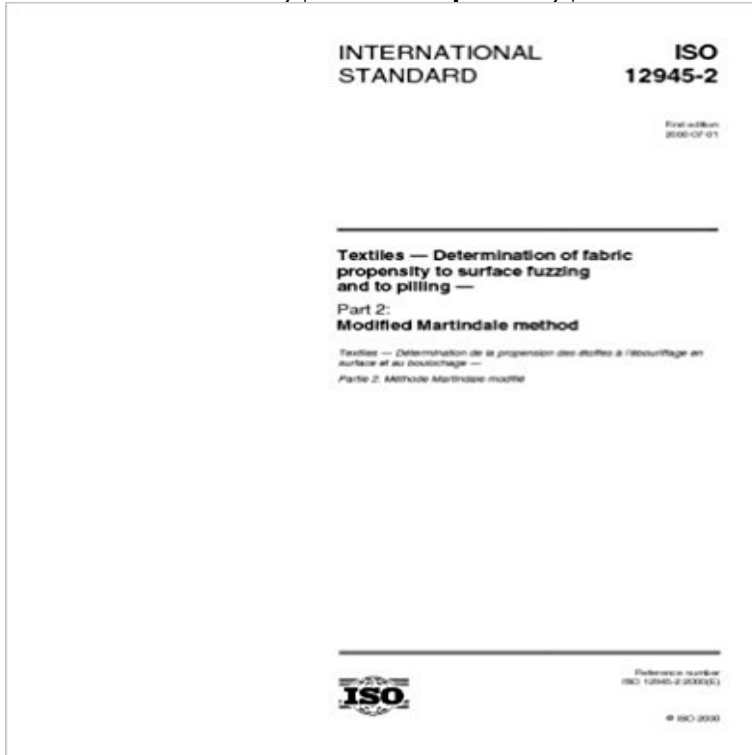 INTERNATIONAL
STANDARD
ISO
12945-2
First edition
2000-07-01
Textiles — Determination of fabric
propensity to surface fuzzing
and to pilling —
Part 2:
Modified Martindale method
Textiles — Détermination de la propension des étoffes à l'ébouriffage en
surface et au boulochage —
Partie 2: Méthode Martindale modifié
ISO
Reference number
ISO 12945-2:2000(E)
© ISO 2000